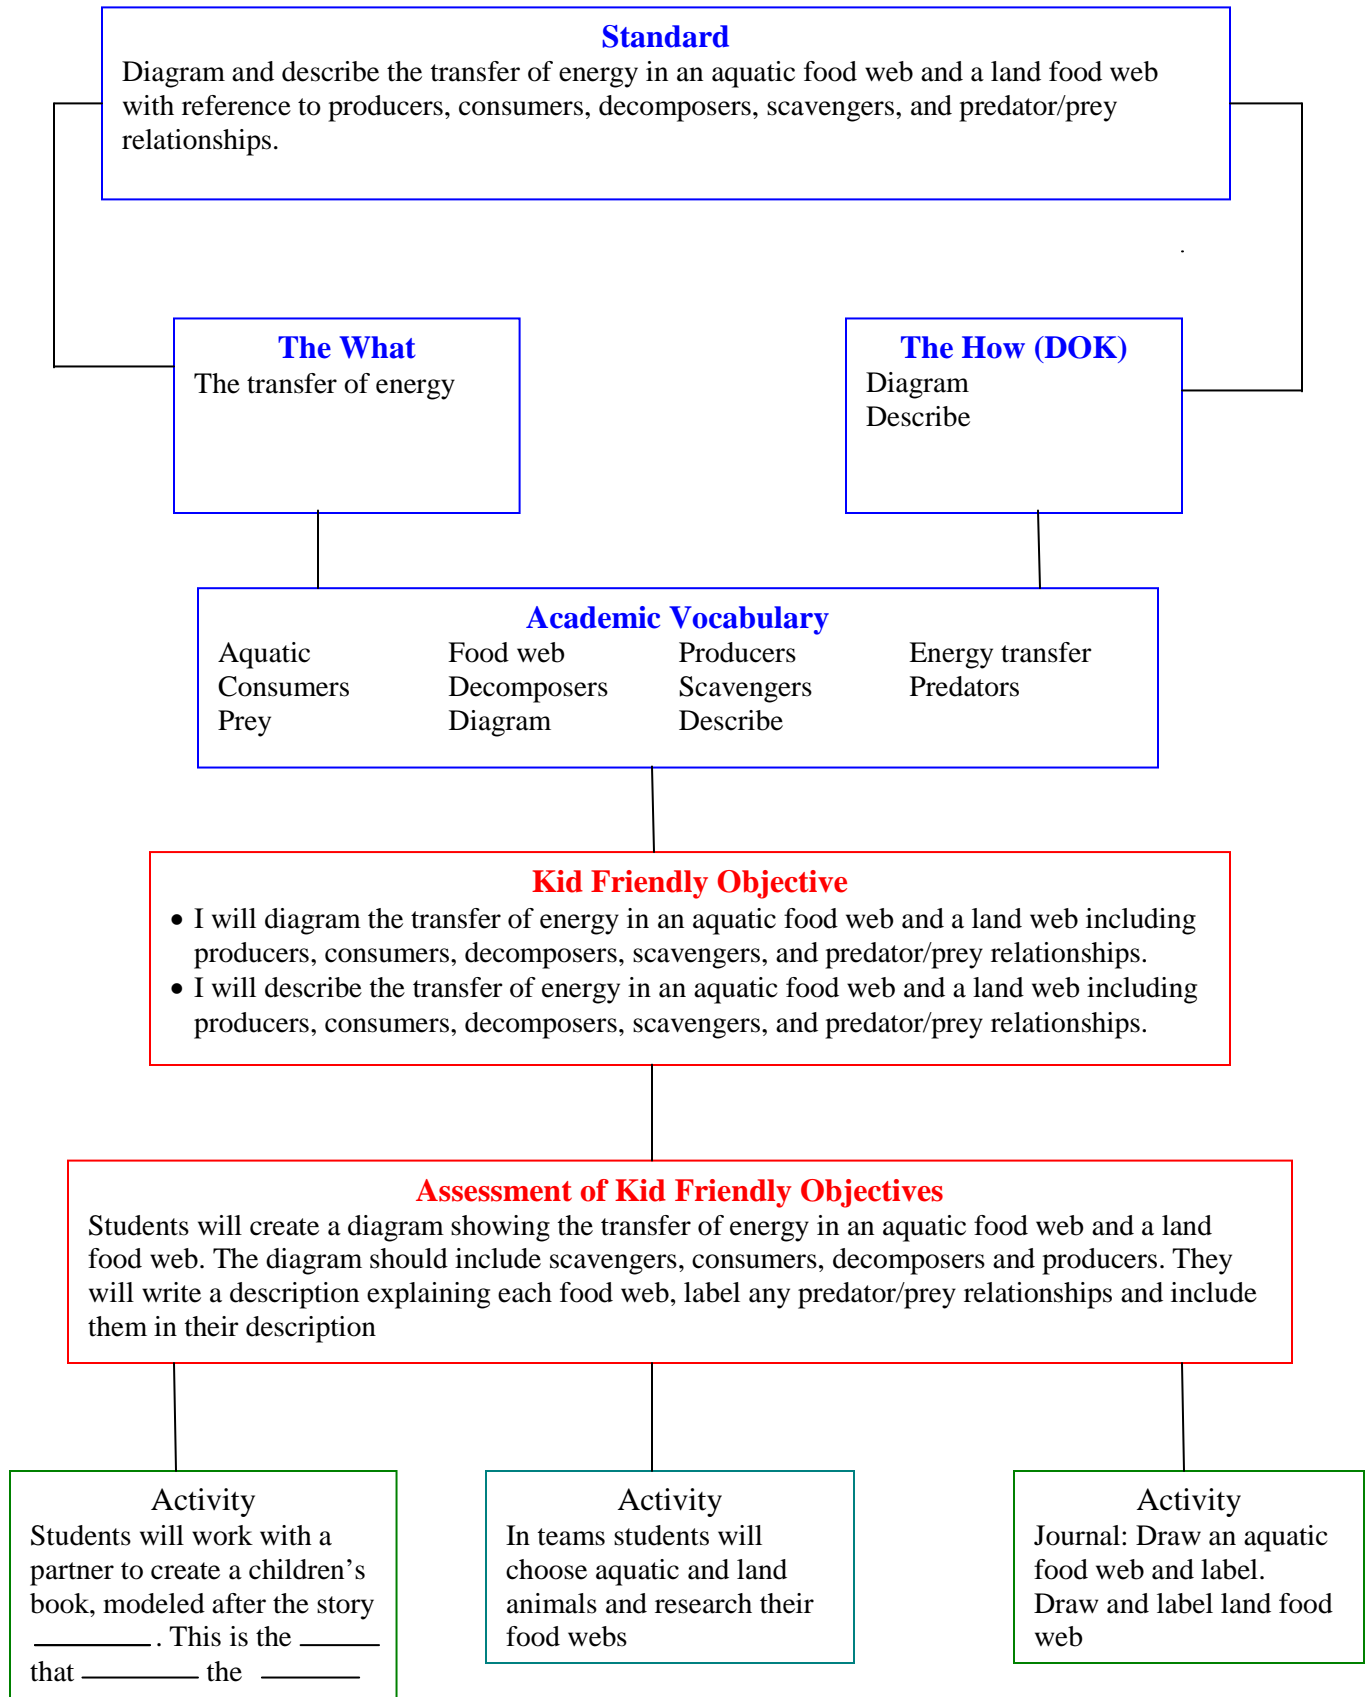 Standard
Diagram and describe the transfer of energy in an aquatic food web and a land food web
with reference to producers, consumers, decomposers, scavengers, and predator/prey
relationships.
The What
The transfer of energy
The How (DOK)
Diagram
Describe
Academic Vocabulary
Aquatic Food web Producers Energy transfer
Consumers Decomposers Scavengers Predators
Prey Diagram Describe
Kid Friendly Objective
• I will diagram the transfer of energy in an aquatic food web and a land web including
producers, consumers, decomposers, scavengers, and predator/prey relationships.
• I will describe the transfer of energy in an aquatic food web and a land web including
producers, consumers, decomposers, scavengers, and predator/prey relationships.
Assessment of Kid Friendly Objectives
Students will create a diagram showing the transfer of energy in an aquatic food web and a land
food web. The diagram should include scavengers, consumers, decomposers and producers. They
will write a description explaining each food web, label any predator/prey relationships and include
them in their description
Activity
Students will work with a
partner to create a children’s
book, modeled after the story
________. This is the _____
that ________ the _______
Activity
In teams students will
choose aquatic and land
animals and research their
food webs
Activity
Journal: Draw an aquatic
food web and label.
Draw and label land food
web